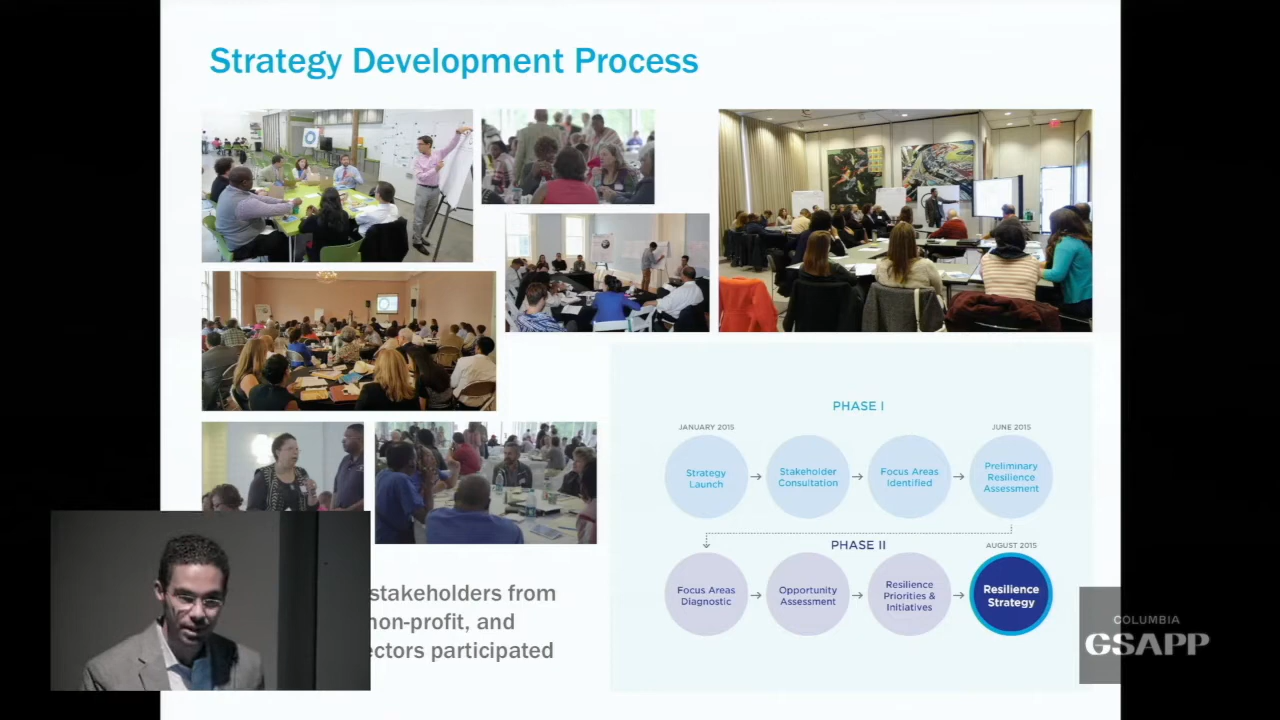 Strategy Development Process
PHASE I
JANUARY 2015
JUNE 2015
Strategy
Launch
Stakeholder
Consultation
Focus Areas
Identified
Preliminary
Resilience
Assessment
PHASE II
AUGUST 2015
Focus Areas
Diagnostic
Opportunity
Assessment
Resilience
Priorities &
Initiatives
Resilience
Strategy
stakeholders from
non-profit, and
ectors participated
COLUMBIA
GSAPP